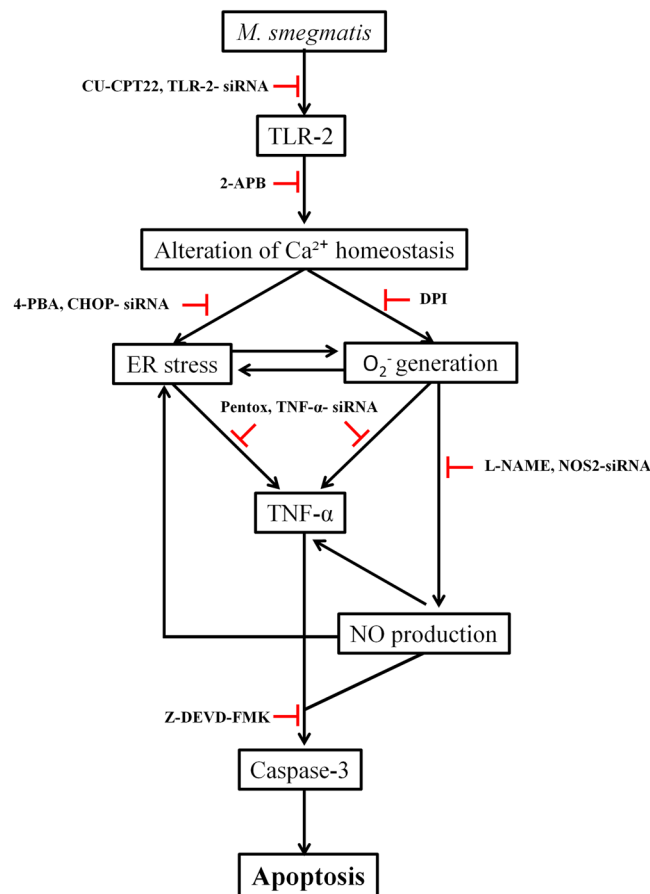 M. smegmatis
CU-CPT22, TLR-2- siRNA
TLR-2
2-APB
Alteration of Ca²⁺ homeostasis
4-PBA, CHOP- siRNA
DPI
ER stress
O₂⁻ generation
Pentox, TNF-α- siRNA
L-NAME, NOS2-siRNA
TNF-α
NO production
Z-DEVD-FMK
Caspase-3
Apoptosis